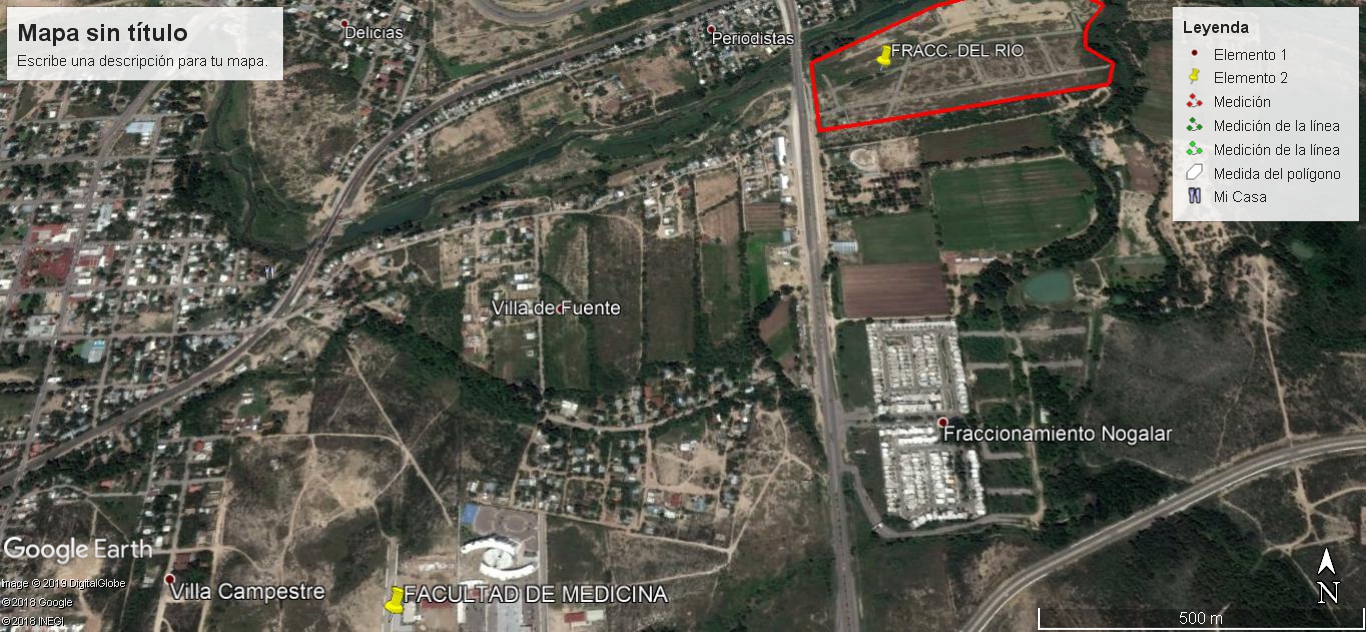 Mapa sin título
Escribe una descripción para tu mapa.
Delicias
Periodistas
FRACC. DEL RIO
Leyenda
Elemento 1
Elemento 2
Medición
Medición de la línea
Medición de la línea
Medida del polígono
Mi Casa
Villa de Fuente
Fraccionamiento Nogalar
Google Earth
Image © 2019 DigitalGlobe
©2018 Google
©2018 INEGI
Villa Campestre
FACULTAD DE MEDICINA
N
500 m